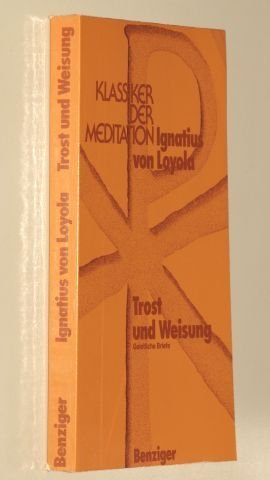 KLASSIKER
DER
MEDITATION Ignatius
von Loyola
Trost
und Weisung
Geistliche Briefe
Benziger
Benziger Ignatius von Loyola Trost und Weisung